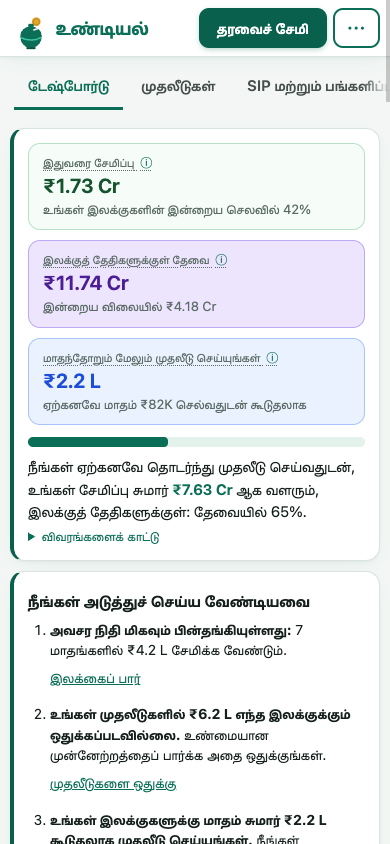 உண்டியல்
தரவைச் சேமி
...
டேஷ்போர்டு
முதலீடுகள்
SIP மற்றும்
இதுவரை சேமிப்பு ⓘ
₹1.73 Cr
உங்கள் இலக்குகளின் இன்றைய செலவில் 42%
இலக்குத் தேதிகளுக்குள் தேவை ⓘ
₹11.74 Cr
இன்றைய விலையில் ₹4.18 Cr
மாதந்தோறும் மேலும் முதலீடு செய்யுங்கள் ⓘ
₹2.2 L
ஏற்கனவே மாதம் ₹82K செல்வதுடன் கூடுதலாக
நீங்கள் ஏற்கனவே தொடர்ந்து முதலீடு செய்வதுடன்,
உங்கள் சேமிப்பு சுமார் ₹7.63 Cr ஆக வளரும்,
இலக்குத் தேதிகளுக்குள்: தேவையில் 65%.
▶ விவரங்களைக் காட்டு
நீங்கள் அடுத்துச் செய்ய வேண்டியவை
1. அவசர நிதி மிகவும் பின்தங்கியுள்ளது: 7
மாதங்களில் ₹4.2 L சேமிக்க வேண்டும்.
இலக்கைப் பார்
2. உங்கள் முதலீடுகளில் ₹6.2 L எந்த இலக்குக்கும்
ஒதுக்கப்படவில்லை. உண்மையான
முன்னேற்றத்தைப் பார்க்க அதை ஒதுக்குங்கள்.
முதலீடுகளை ஒதுக்கு
3. உங்கள் இலக்குகளுக்கு மாதம் சுமார் ₹2.2 L
கூடுதலாக முதலீடு செய்யுங்கள். நீங்கள்